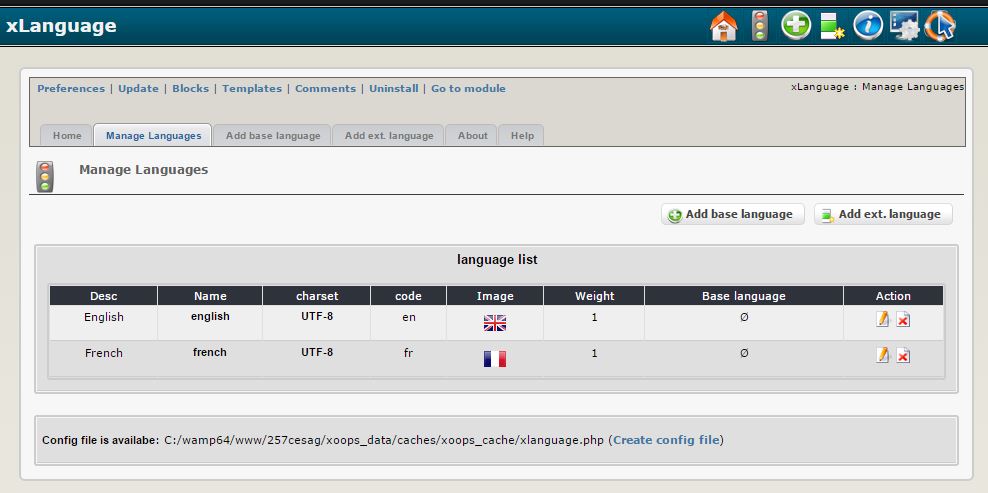 xLanguage
Preferences | Update | Blocks | Templates | Comments | Uninstall | Go to module
xLanguage : Manage Languages
Home Manage Languages Add base language Add ext. language About Help
Manage Languages
Add base language Add ext. language
language list
Desc Name charset code Image Weight Base language Action
English english UTF-8 en 1 Ø
French french UTF-8 fr 1 Ø
Config file is availabe: C:/wamp64/www/257cesag/xoops_data/caches/xoops_cache/xlanguage.php (Create config file)